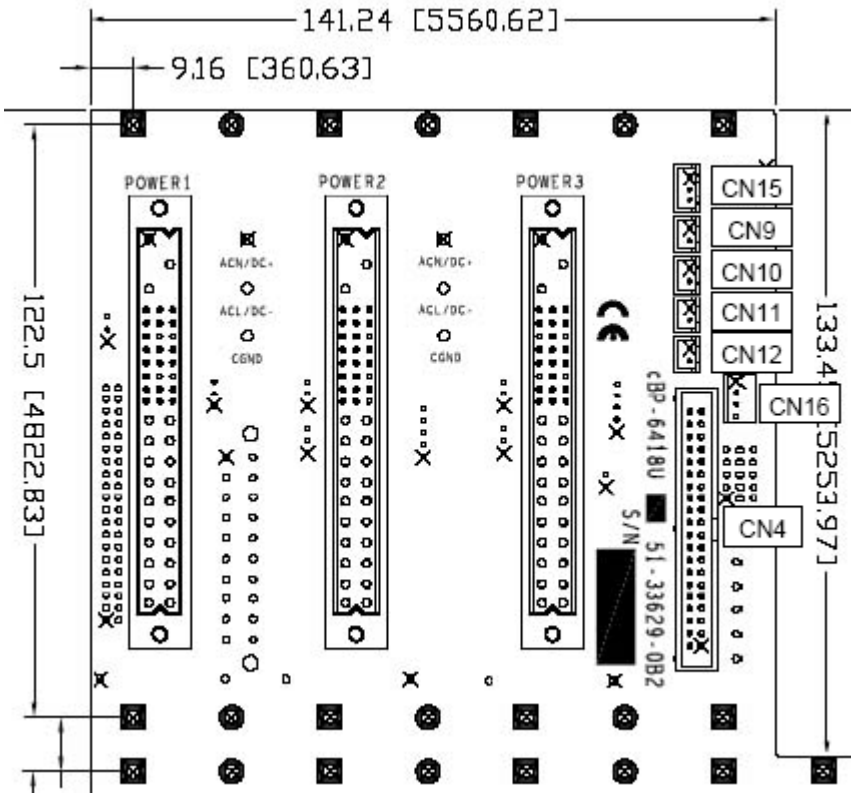 141.24 [5560.62]
9.16 [360.63]
POWER1
POWER2
POWER3
CN15
CN9
CN10
CN11
CN12
CN16
CN4
ACN/DC+
ACL/DC-
CGND
ACN/DC+
ACL/DC-
CGND
CE
cBP-6418U
S/N
51-33629-0B2
122.5 [4822.83]
5253.97]